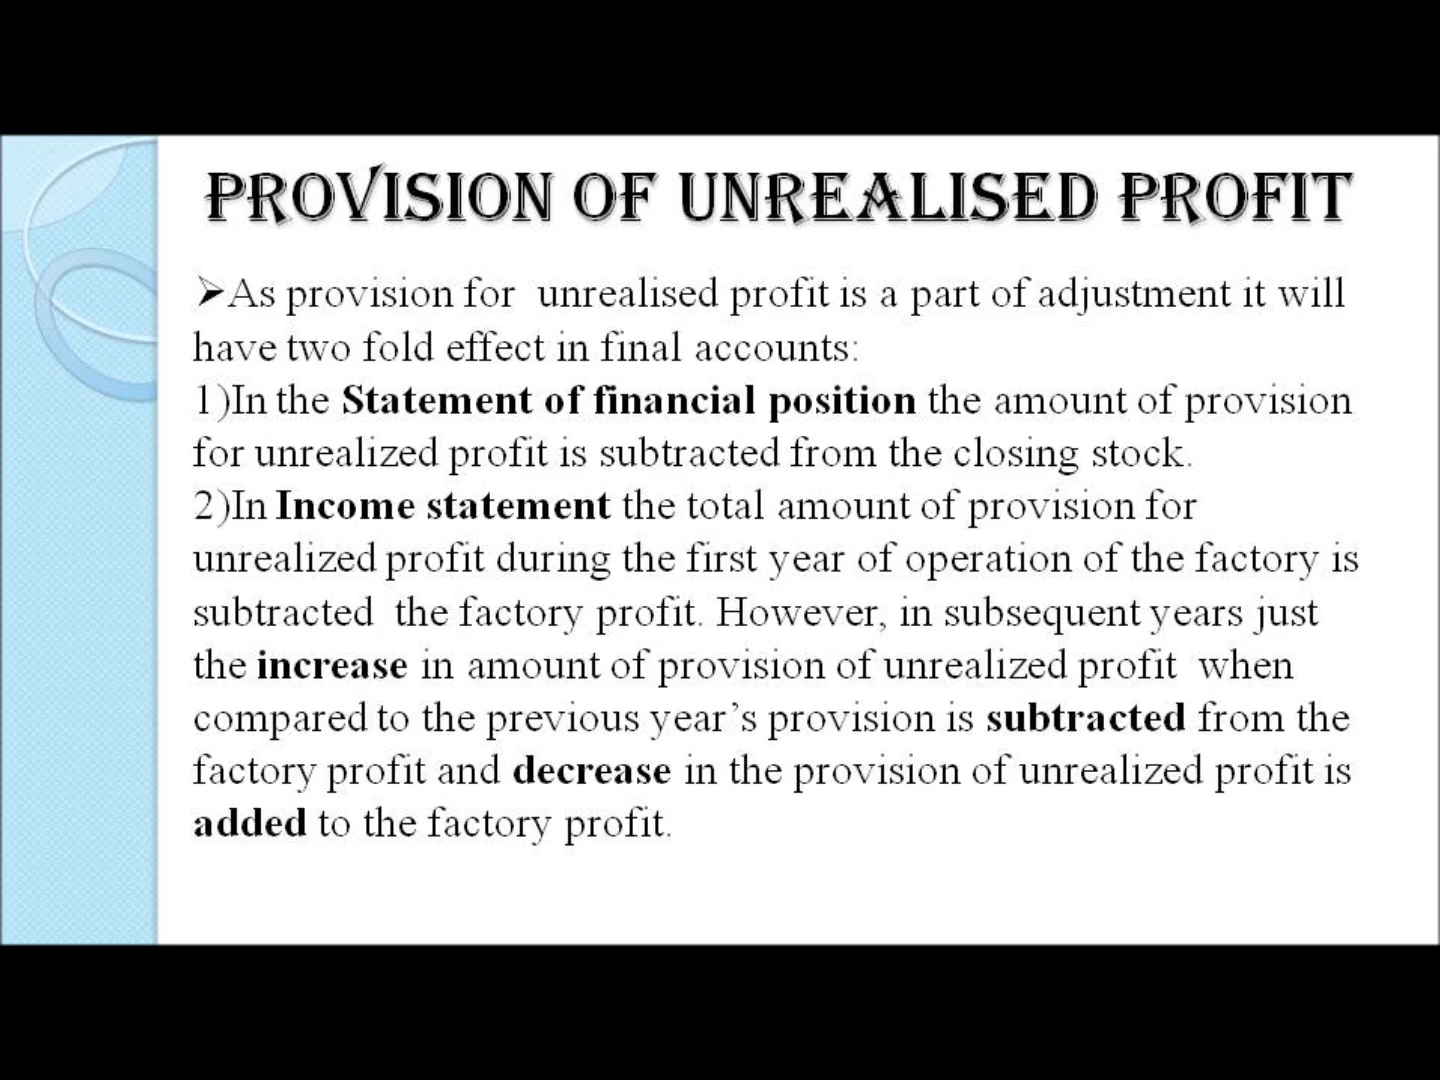 PROVISION OF UNREALISED PROFIT
➢As provision for unrealised profit is a part of adjustment it will
have two fold effect in final accounts:
1)In the Statement of financial position the amount of provision
for unrealized profit is subtracted from the closing stock.
2)In Income statement the total amount of provision for
unrealized profit during the first year of operation of the factory is
subtracted the factory profit. However, in subsequent years just
the increase in amount of provision of unrealized profit when
compared to the previous year’s provision is subtracted from the
factory profit and decrease in the provision of unrealized profit is
added to the factory profit.